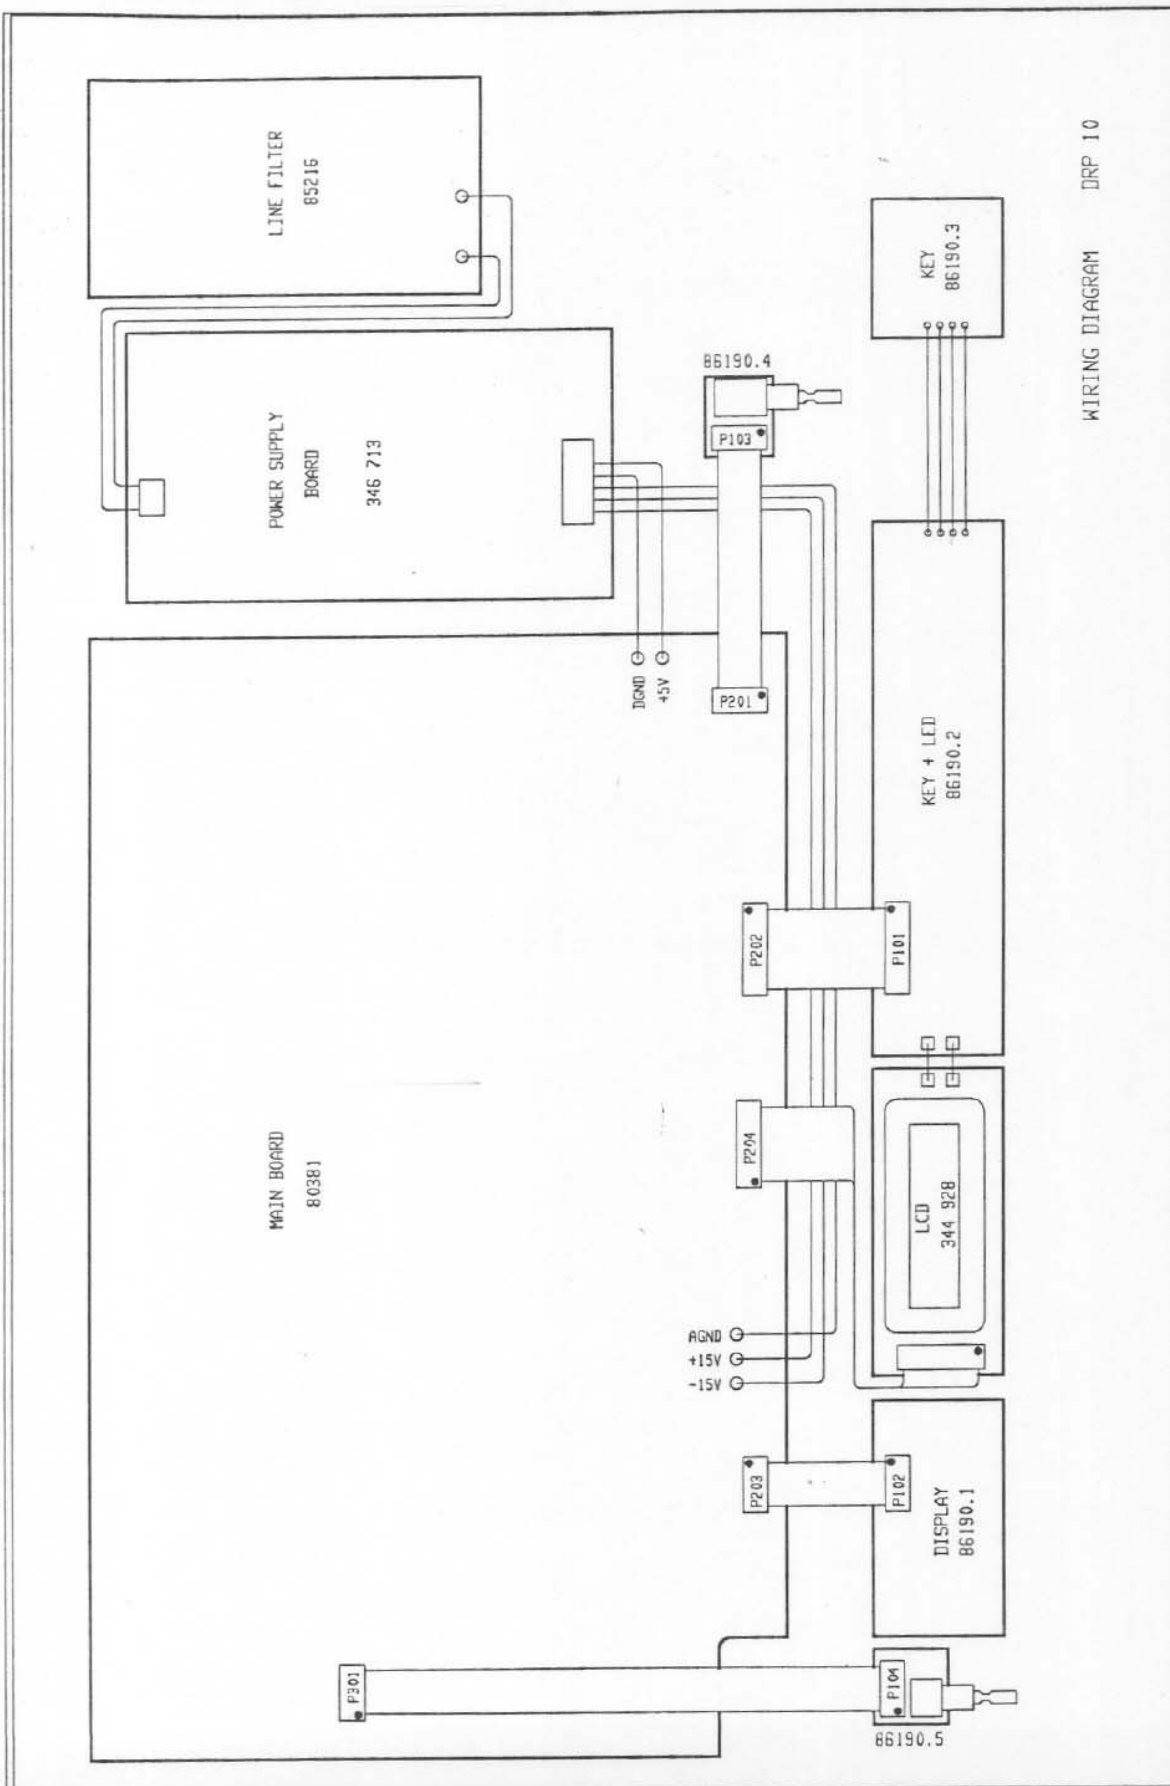 LINE FILTER
85216
POWER SUPPLY
BOARD
346 713
86190.4
P103
KEY
86190.3
WIRING DIAGRAM DRP 10
DGND
+5V
P201
KEY + LED
86190.2
P202
P101
MAIN BOARD
80381
P204
LCD
344 928
AGND
+15V
-15V
P203
P102
DISPLAY
86190.1
P301
P104
86190.5